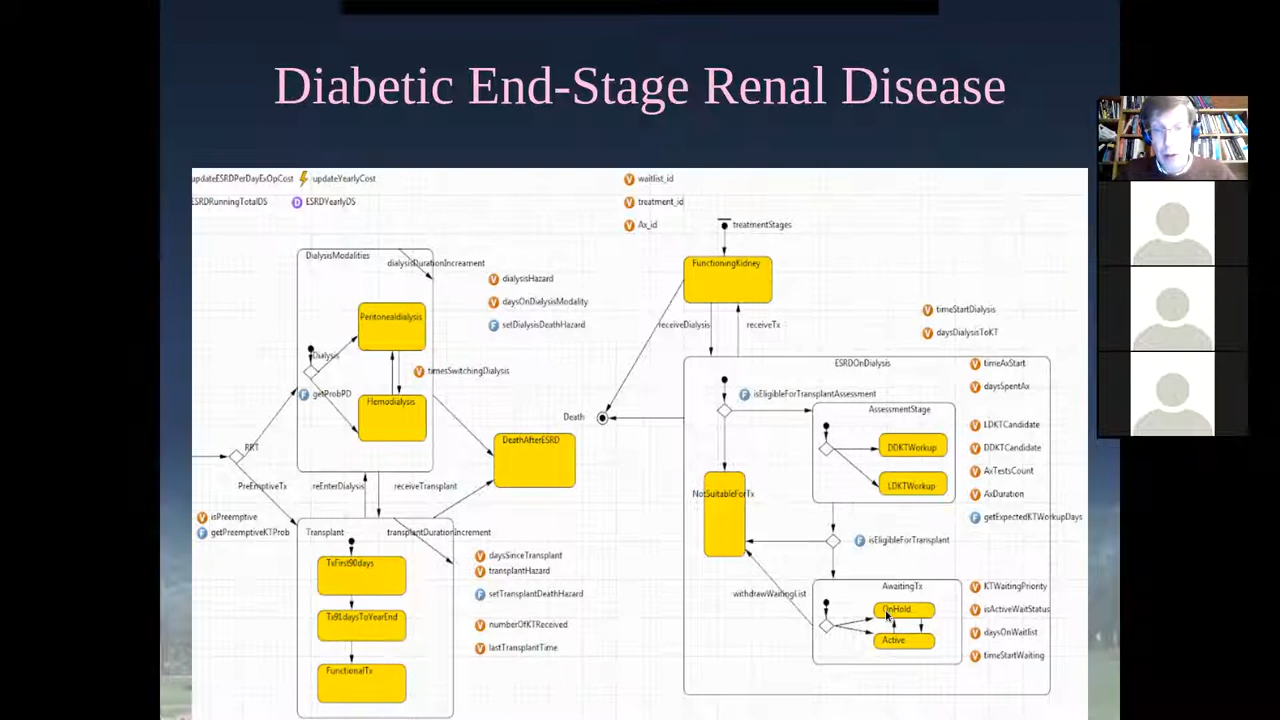 Diabetic End-Stage Renal Disease
updateESRDPerDayExOpCost
updateYearlyCost
ESRDRunningTotalDS
ESRDYearlyDS
V waitlist_id
V treatment_id
V Ax_id
treatmentStages
DialysisModalities
dialysisDurationIncreament
V dialysisHazard
V daysOnDialysisModality
F setDialysisDeathHazard
Peritonealdialysis
Dialysis
V timesSwitchingDialysis
F getProbPD
Hemodialysis
RRT
PreEmptiveTx
reEnterDialysis
receiveTransplant
DeathAfterESRD
V isPreemptive
F getPreemptiveKTProb
Transplant
transplantDurationIncrement
TxFirst90days
Tx91daysToYearEnd
FunctionalTx
V daysSinceTransplant
V transplantHazard
F setTransplantDeathHazard
V numberOfKTReceived
V lastTransplantTime
FunctioningKidney
receiveDialysis
receiveTx
V timeStartDialysis
V daysDialysisToKT
Death
ESRDOnDialysis
F isEligibleForTransplantAssessment
AssessmentStage
DDKTWorkup
LDKTWorkup
NotSuitableForTx
F isEligibleForTransplant
withdrawWaitingList
AwaitingTx
OnHold
Active
V timeAxStart
V daysSpentAx
V LDKTCandidate
V DDKTCandidate
V AxTestsCount
V AxDuration
F getExpectedKTWorkupDays
V KTWaitingPriority
V isActiveWaitStatus
V daysOnWaitlist
V timeStartWaiting